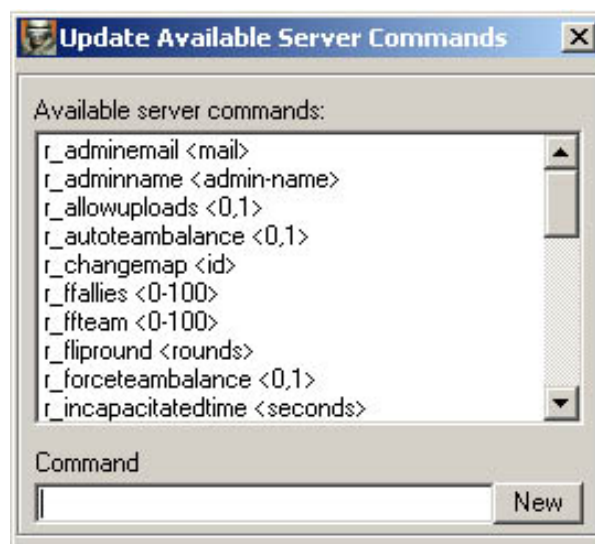 Update Available Server Commands
Available server commands:
r_adminemail <mail>
r_adminname <admin-name>
r_allowuploads <0,1>
r_autoteambalance <0,1>
r_changemap <id>
r_ffallies <0-100>
r_ffteam <0-100>
r_flipround <rounds>
r_forceteambalance <0,1>
r_incapacitatedtime <seconds>
Command
New